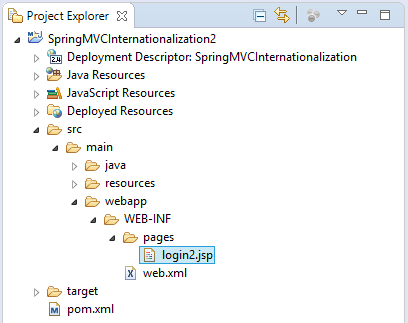 Project Explorer
SpringMVCInternationalization2
Deployment Descriptor: SpringMVCInternationalization
Java Resources
JavaScript Resources
Deployed Resources
src
main
java
resources
webapp
WEB-INF
pages
login2.jsp
web.xml
target
pom.xml